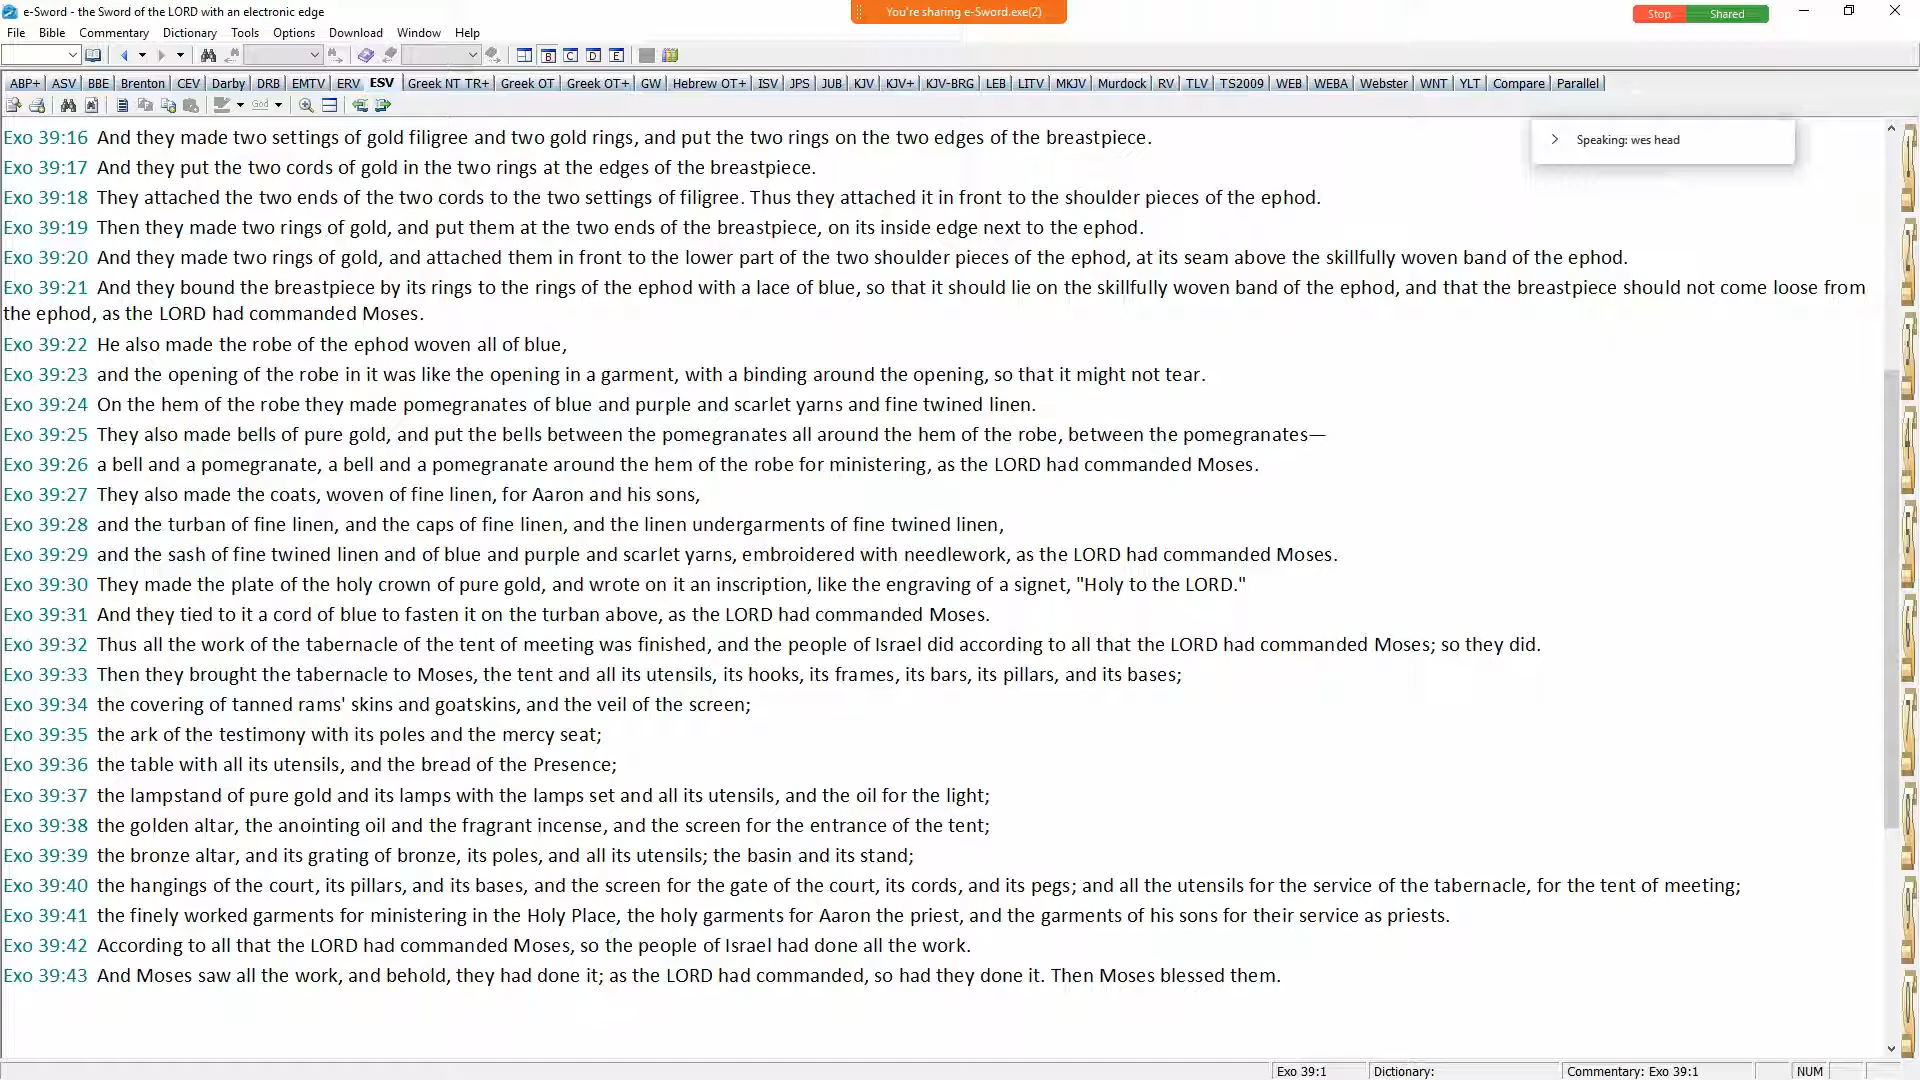 e-Sword - the Sword of the LORD with an electronic edge
You're sharing e-Sword.exe(2)
Stop Shared
File Bible Commentary Dictionary Tools Options Download Window Help
B C D E
ABP+ ASV BBE Brenton CEV Darby DRB EMTV ERV ESV Greek NT TR+ Greek OT Greek OT+ GW Hebrew OT+ ISV JPS JUB KJV KJV+ KJV-BRG LEB LITV MKJV Murdock RV TLV TS2009 WEB WEBA Webster WNT YLT Compare Parallel
God
Speaking: wes head
Exo 39:16 And they made two settings of gold filigree and two gold rings, and put the two rings on the two edges of the breastpiece.
Exo 39:17 And they put the two cords of gold in the two rings at the edges of the breastpiece.
Exo 39:18 They attached the two ends of the two cords to the two settings of filigree. Thus they attached it in front to the shoulder pieces of the ephod.
Exo 39:19 Then they made two rings of gold, and put them at the two ends of the breastpiece, on its inside edge next to the ephod.
Exo 39:20 And they made two rings of gold, and attached them in front to the lower part of the two shoulder pieces of the ephod, at its seam above the skillfully woven band of the ephod.
Exo 39:21 And they bound the breastpiece by its rings to the rings of the ephod with a lace of blue, so that it should lie on the skillfully woven band of the ephod, and that the breastpiece should not come loose from
the ephod, as the LORD had commanded Moses.
Exo 39:22 He also made the robe of the ephod woven all of blue,
Exo 39:23 and the opening of the robe in it was like the opening in a garment, with a binding around the opening, so that it might not tear.
Exo 39:24 On the hem of the robe they made pomegranates of blue and purple and scarlet yarns and fine twined linen.
Exo 39:25 They also made bells of pure gold, and put the bells between the pomegranates all around the hem of the robe, between the pomegranates—
Exo 39:26 a bell and a pomegranate, a bell and a pomegranate around the hem of the robe for ministering, as the LORD had commanded Moses.
Exo 39:27 They also made the coats, woven of fine linen, for Aaron and his sons,
Exo 39:28 and the turban of fine linen, and the caps of fine linen, and the linen undergarments of fine twined linen,
Exo 39:29 and the sash of fine twined linen and of blue and purple and scarlet yarns, embroidered with needlework, as the LORD had commanded Moses.
Exo 39:30 They made the plate of the holy crown of pure gold, and wrote on it an inscription, like the engraving of a signet, "Holy to the LORD."
Exo 39:31 And they tied to it a cord of blue to fasten it on the turban above, as the LORD had commanded Moses.
Exo 39:32 Thus all the work of the tabernacle of the tent of meeting was finished, and the people of Israel did according to all that the LORD had commanded Moses; so they did.
Exo 39:33 Then they brought the tabernacle to Moses, the tent and all its utensils, its hooks, its frames, its bars, its pillars, and its bases;
Exo 39:34 the covering of tanned rams' skins and goatskins, and the veil of the screen;
Exo 39:35 the ark of the testimony with its poles and the mercy seat;
Exo 39:36 the table with all its utensils, and the bread of the Presence;
Exo 39:37 the lampstand of pure gold and its lamps with the lamps set and all its utensils, and the oil for the light;
Exo 39:38 the golden altar, the anointing oil and the fragrant incense, and the screen for the entrance of the tent;
Exo 39:39 the bronze altar, and its grating of bronze, its poles, and all its utensils; the basin and its stand;
Exo 39:40 the hangings of the court, its pillars, and its bases, and the screen for the gate of the court, its cords, and its pegs; and all the utensils for the service of the tabernacle, for the tent of meeting;
Exo 39:41 the finely worked garments for ministering in the Holy Place, the holy garments for Aaron the priest, and the garments of his sons for their service as priests.
Exo 39:42 According to all that the LORD had commanded Moses, so the people of Israel had done all the work.
Exo 39:43 And Moses saw all the work, and behold, they had done it; as the LORD had commanded, so had they done it. Then Moses blessed them.
Exo 39:1 Dictionary: Commentary: Exo 39:1 NUM